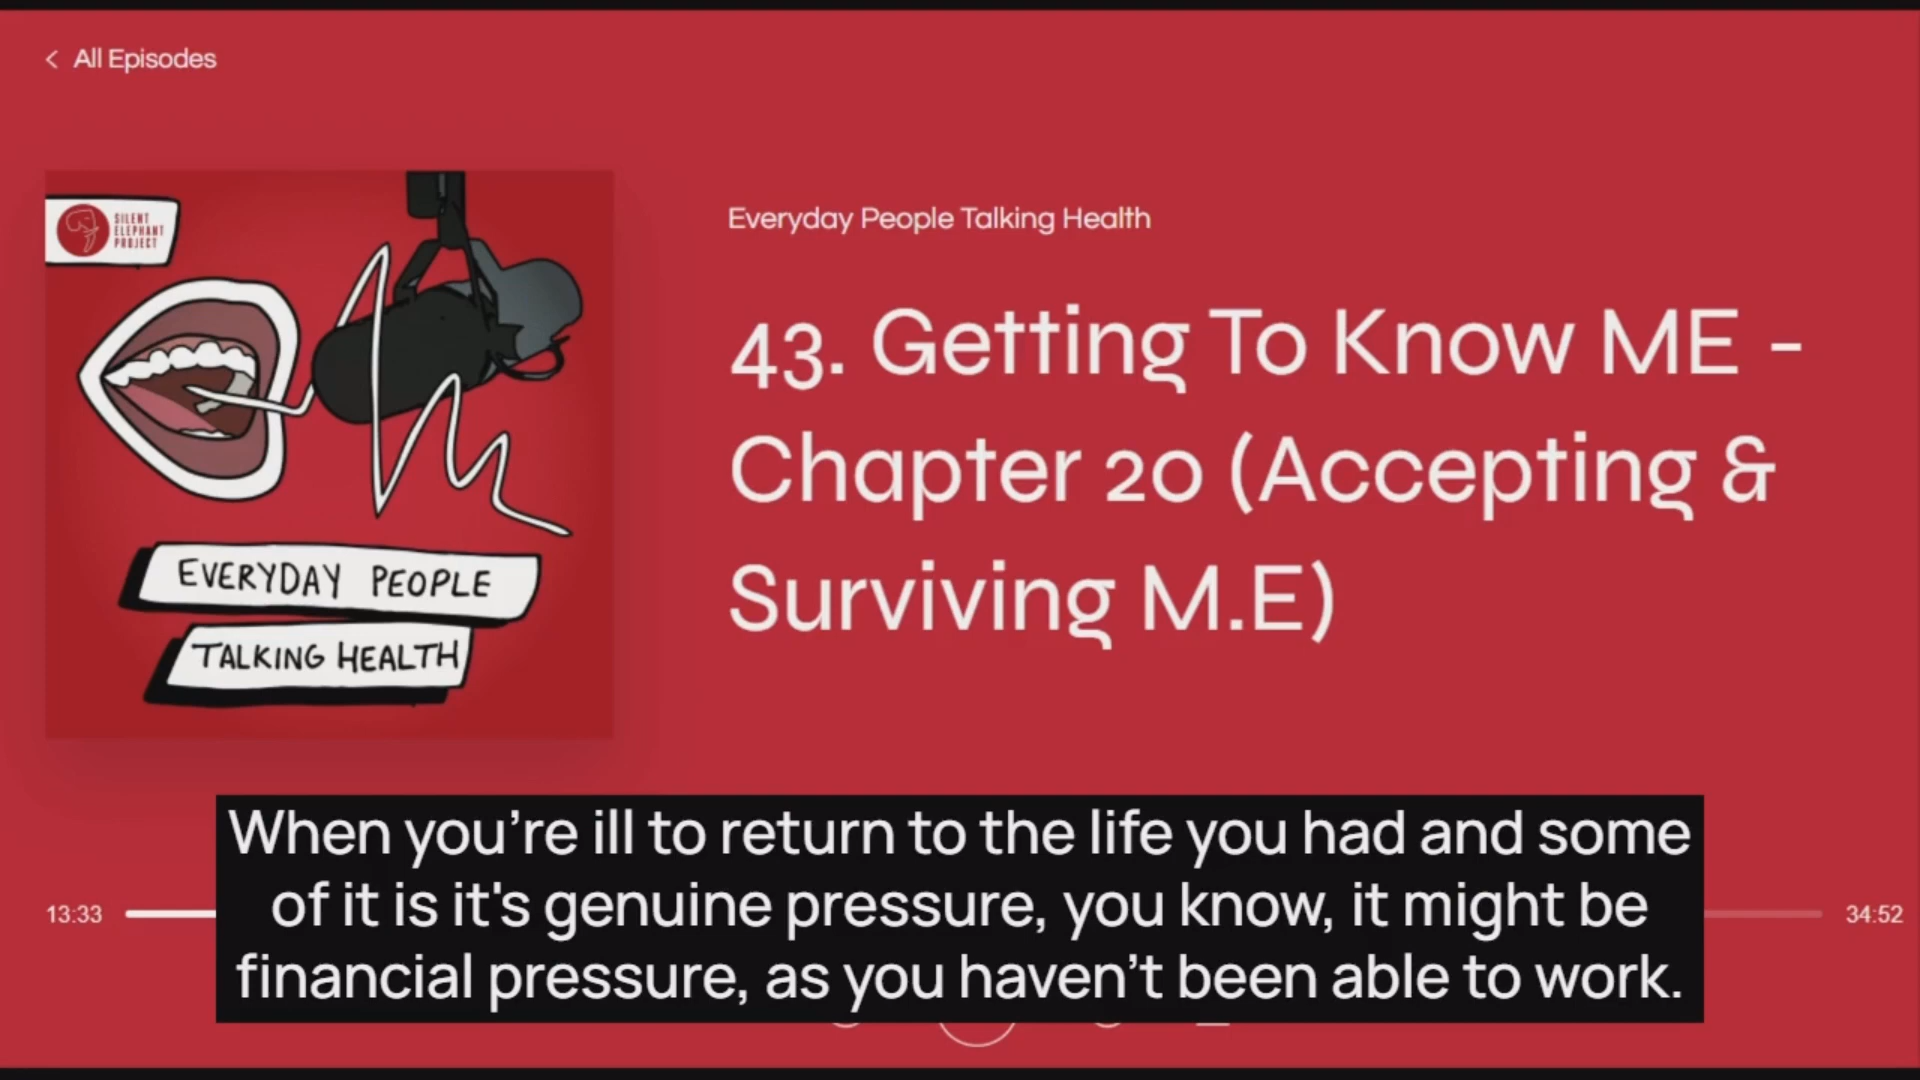 All Episodes
SILENT
ELEPHANT
PROJECT
EVERYDAY PEOPLE
TALKING HEALTH
Everyday People Talking Health
43. Getting To Know ME -
Chapter 20 (Accepting &
Surviving M.E)
When you're ill to return to the life you had and some
of it is it's genuine pressure, you know, it might be
financial pressure, as you haven't been able to work.
13:33
34:52